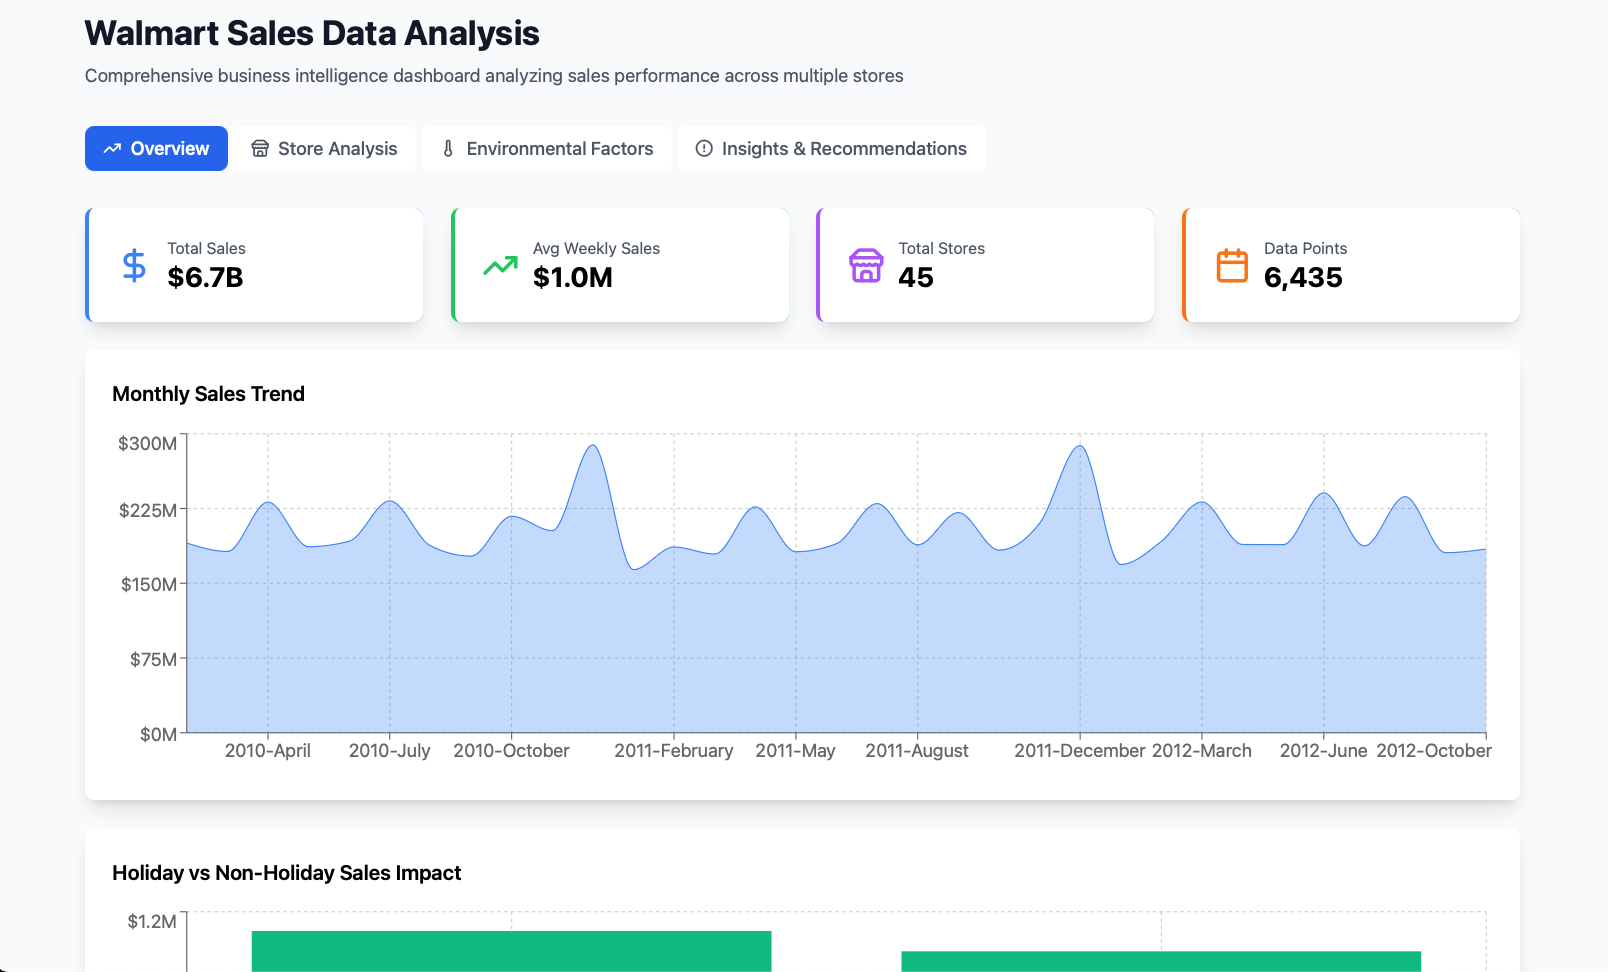 Walmart Sales Data Analysis
Comprehensive business intelligence dashboard analyzing sales performance across multiple stores
Overview
Store Analysis
Environmental Factors
Insights & Recommendations
Total Sales
$6.7B
Avg Weekly Sales
$1.0M
Total Stores
45
Data Points
6,435
Monthly Sales Trend
$300M
$225M
$150M
$75M
$0M
2010-April
2010-July
2010-October
2011-February
2011-May
2011-August
2011-December
2012-March
2012-June
2012-October
Holiday vs Non-Holiday Sales Impact
$1.2M